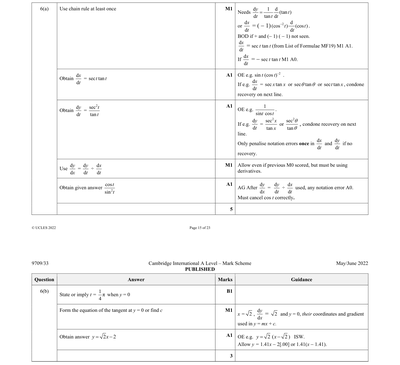 6(a) Use chain rule at least once M1 Needs dy/dt = 1/tan t d/dt (tan t)
or dx/dt = (− 1) (cos⁻² t) d/dt (cos t).
BOD if × and (− 1) (− 1) not seen.
dx/dt = sec t tan t (from List of Formulae MF19) M1 A1.
If dx/dt = − sec t tan t M1 A0.
Obtain dx/dt = sec t tan t A1 OE e.g. sin t (cos t)⁻² .
If e.g. dx/dt = sec x tan x or secθ tan θ or sec t tan x , condone
recovery on next line.
Obtain dy/dt = sec² t / tan t A1 OE e.g. 1/sin t cos t .
If e.g. dy/dt = sec² x / tan x or sec² θ / tan θ , condone recovery on next
line.
Only penalise notation errors once in dx/dt and dy/dt if no
recovery.
Use dy/dx = dy/dt ÷ dx/dt M1 Allow even if previous M0 scored, but must be using
derivatives.
Obtain given answer cos t / sin² t A1 AG After dy/dx = dy/dt ÷ dx/dt used, any notation error A0.
Must cancel cos t correctly.
5
© UCLES 2022 Page 15 of 21
9709/33 Cambridge International A Level – Mark Scheme May/June 2022
PUBLISHED
Question Answer Marks Guidance
6(b) State or imply t = 1/4 π when y = 0 B1
Form the equation of the tangent at y = 0 or find c M1 x = √2 , dy/dx = √2 and y = 0, their coordinates and gradient
used in y = mx + c.
Obtain answer y = √2x − 2 A1 OE e.g. y = √2 (x − √2) ISW.
Allow y = 1.41x − 2[.00] or 1.41(x − 1.41).
3